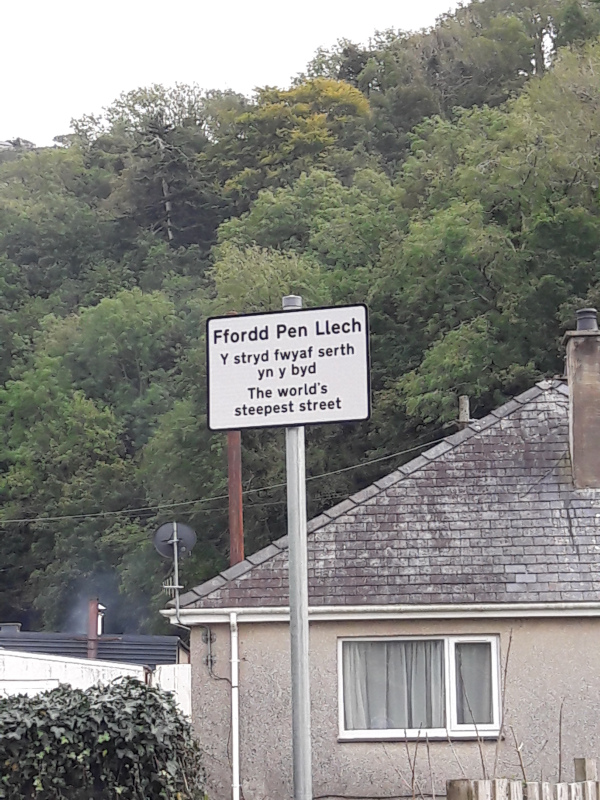 Ffordd Pen Llech
Y stryd fwyaf serth
yn y byd
The world's
steepest street